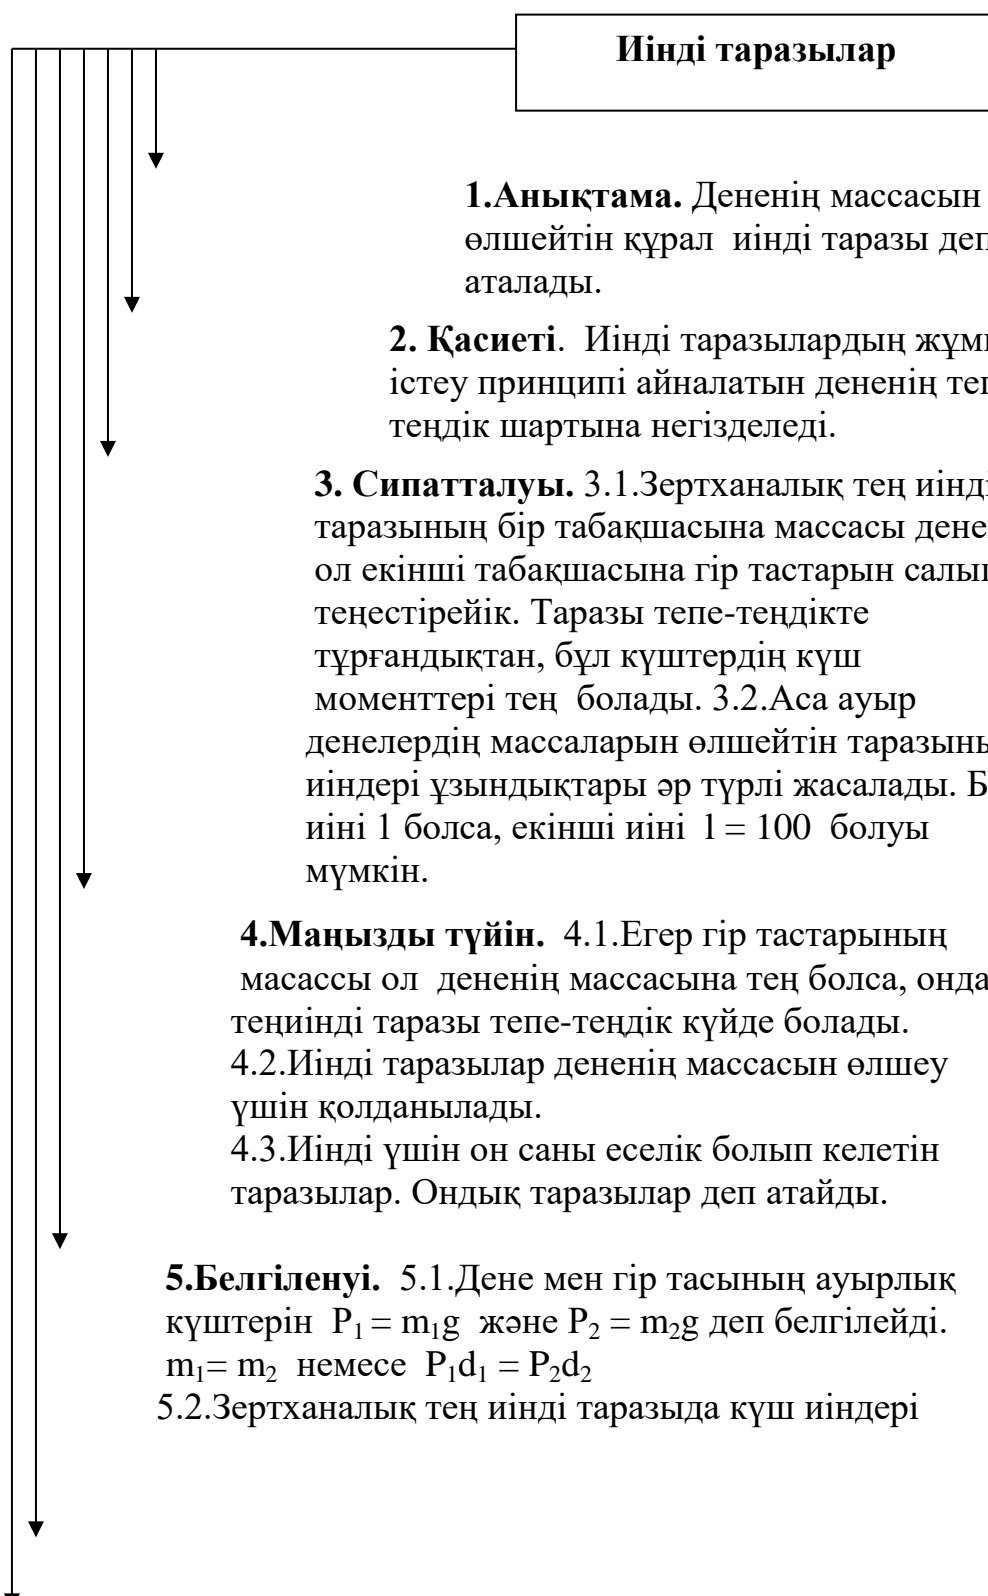 Иінді таразылар
1.Анықтама. Дененің массасын
өлшейтін құрал иінді таразы деп
аталады.
2. Қасиеті. Иінді таразылардың
істеу принципі айналатын дененің
теңдік шартына негізделеді.
3. Сипатталуы. 3.1.Зертханалық тең иінді
таразының бір табақшасына массасы
ол екінші табақшасына гір тастарын
теңестірейік. Таразы тепе-теңдікте
тұрғандықтан, бұл күштердің күш
моменттері тең болады. 3.2.Аса ауыр
денелердің массаларын өлшейтін
иіндері ұзындықтары әр түрлі жасалады.
иіні 1 болса, екінші иіні l = 100 болуы
мүмкін.
4.Маңызды түйін. 4.1.Егер гір тастарының
масассы ол дененің массасына тең болса, онда
теңиінді таразы тепе-теңдік күйде болады.
4.2.Иінді таразылар дененің массасын өлшеу
үшін қолданылады.
4.3.Иінді үшін он саны еселік болып келетін
таразылар. Ондық таразылар деп атайды.
5.Белгіленуі. 5.1.Дене мен гір тасының ауырлық
күштерін P₁ = m₁g және P₂ = m₂g деп белгілейді.
m₁= m₂ немесе P₁d₁ = P₂d₂
5.2.Зертханалық тең иінді таразыда күш иіндері